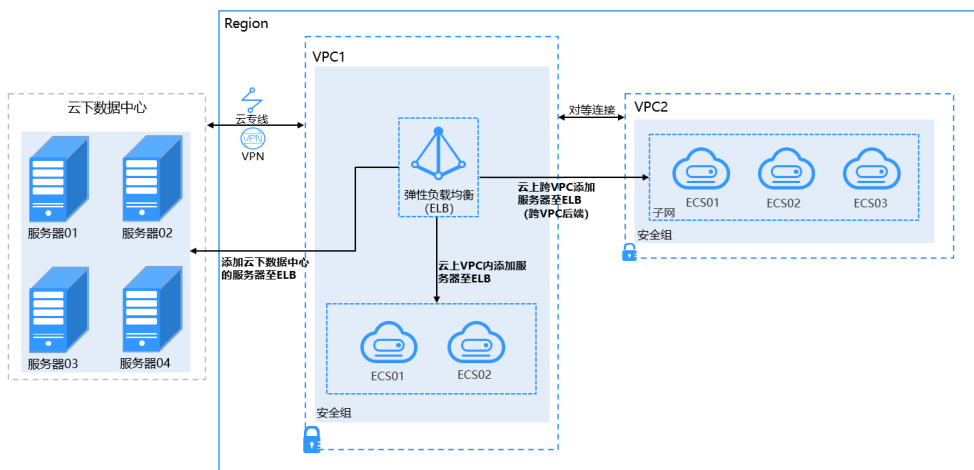 Region
云下数据中心
服务器01
服务器02
服务器03
服务器04
云专线
VPN
VPN
添加云下数据中心
的服务器至ELB
VPC1
弹性负载均衡
(ELB)
云上VPC内添加服
务器至ELB
ECS01
ECS02
安全组
对等连接
云上跨VPC添加
服务器至ELB
(跨VPC后端)
VPC2
ECS01
ECS02
ECS03
子网
安全组